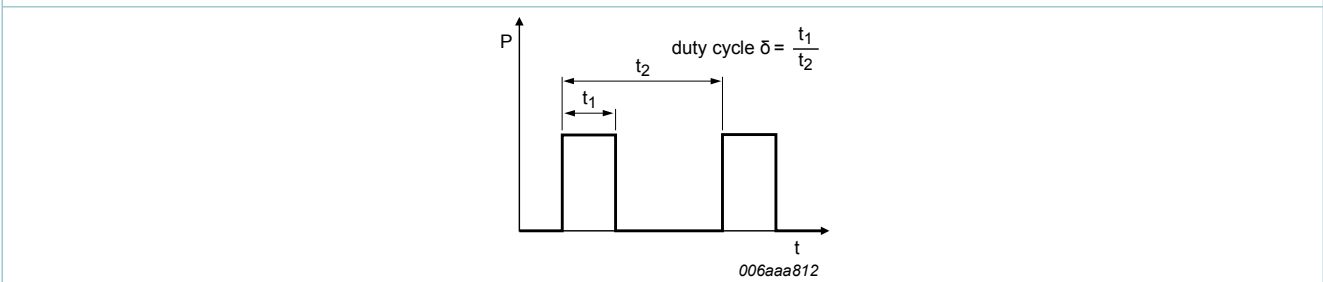 P
duty cycle δ = t1
t2
t2
t1
t
006aaa812